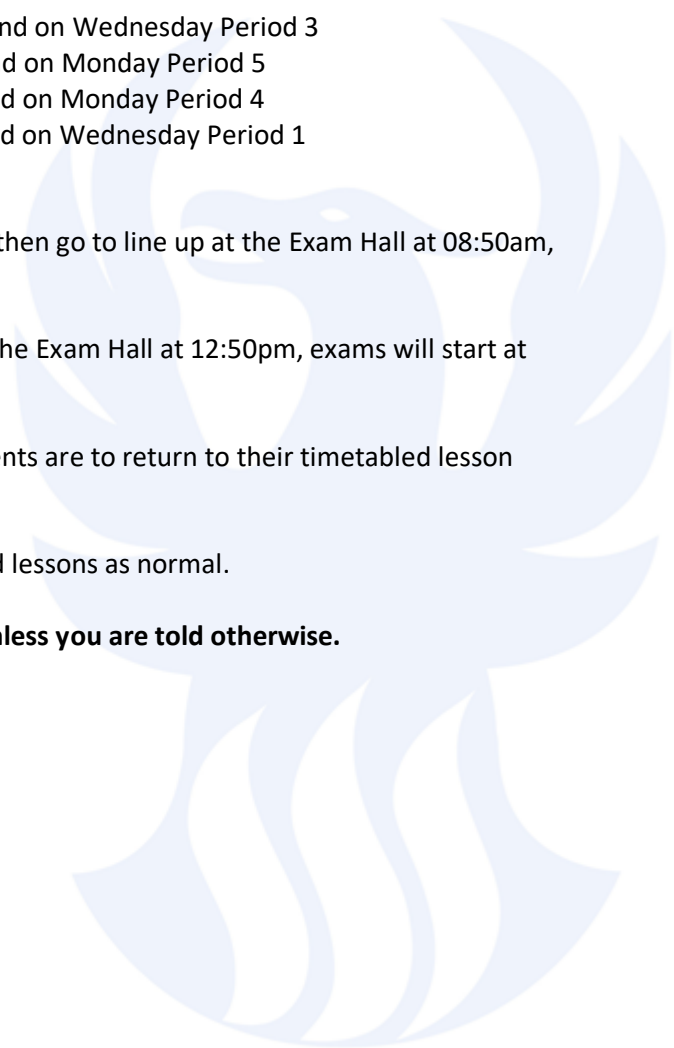 nd on Wednesday Period 3
d on Monday Period 5
d on Monday Period 4
d on Wednesday Period 1
then go to line up at the Exam Hall at 08:50am,
he Exam Hall at 12:50pm, exams will start at
ents are to return to their timetabled lesson
d lessons as normal.
nless you are told otherwise.